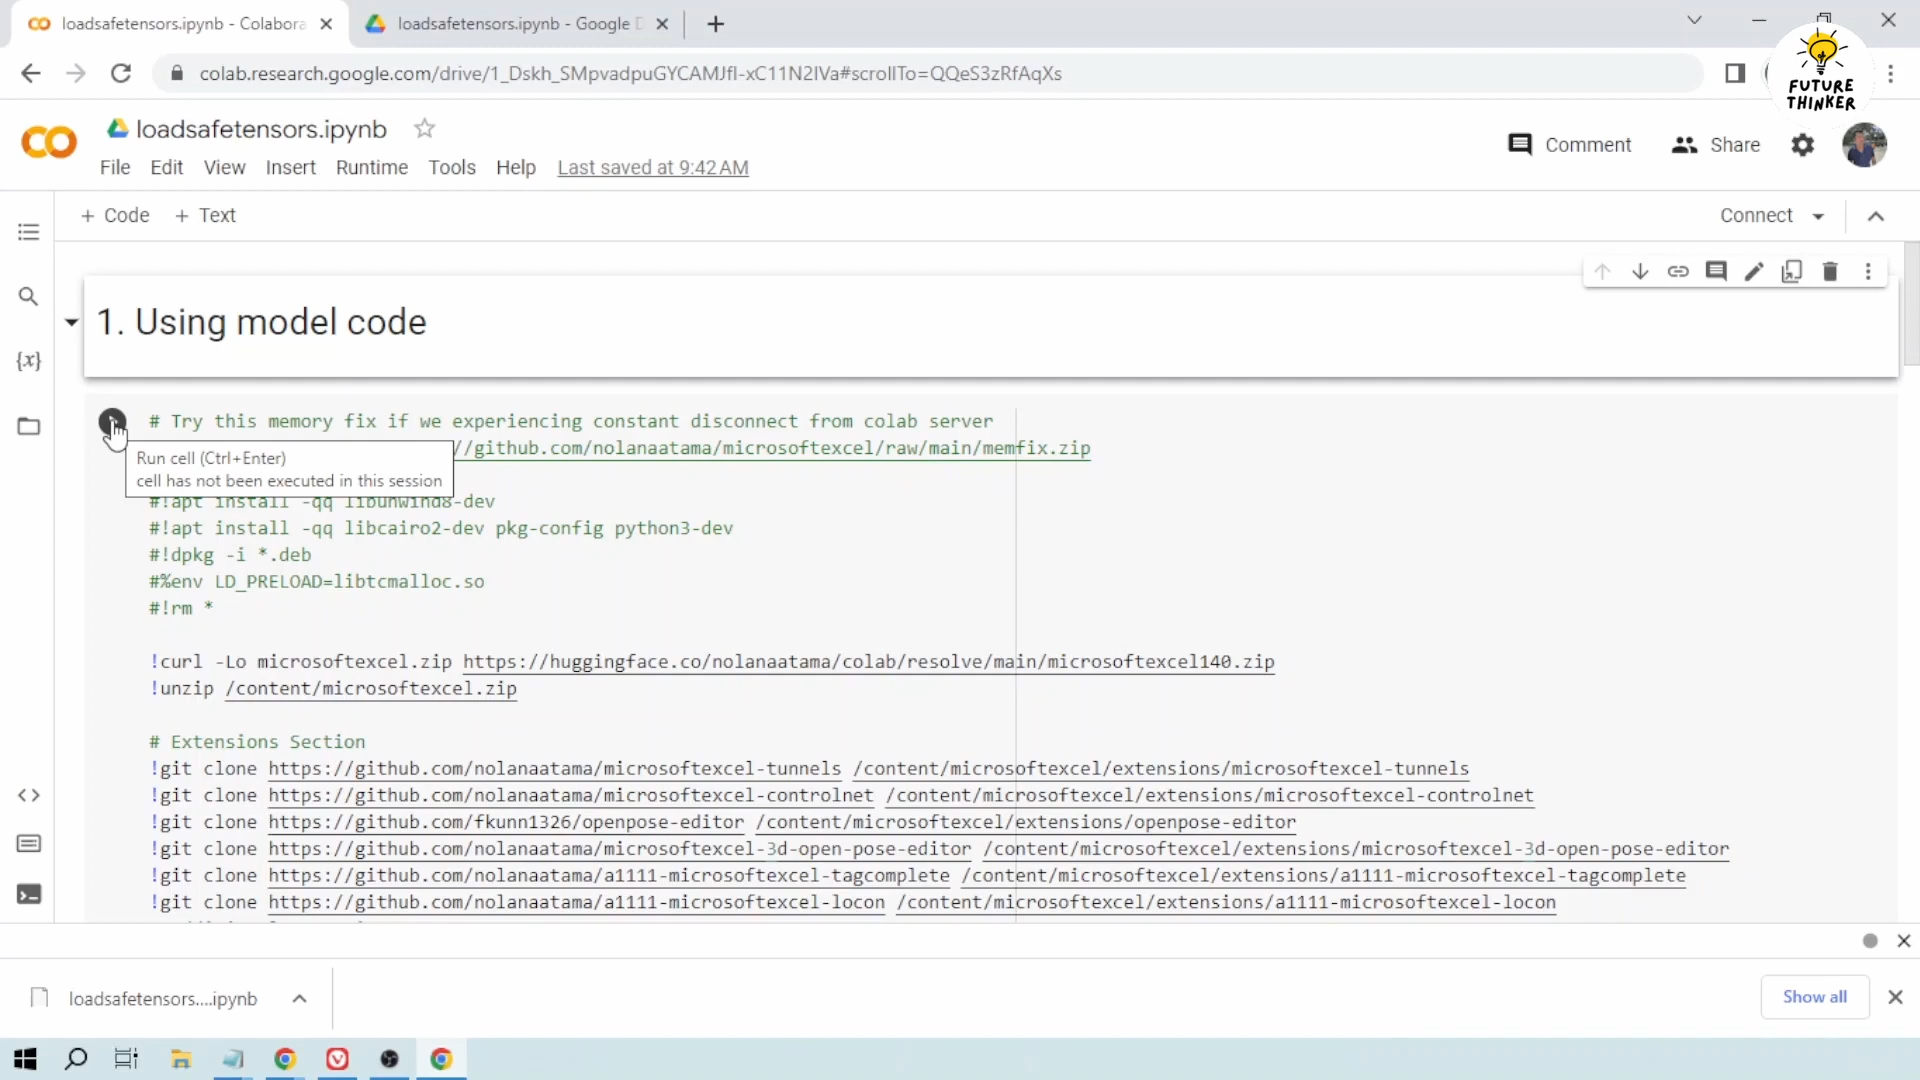 loadsafetensors.ipynb - Colabora
loadsafetensors.ipynb - Google D
colab.research.google.com/drive/1_Dskh_SMpvadpuGYCAMJfI-xC11N2IVa#scrollTo=QQeS3zRfAqXs
FUTURE
THINKER
loadsafetensors.ipynb
Comment
Share
File Edit View Insert Runtime Tools Help Last saved at 9:42 AM
+ Code + Text
Connect
1. Using model code
# Try this memory fix if we experiencing constant disconnect from colab server
//github.com/nolanaatama/microsoftexcel/raw/main/memfix.zip
Run cell (Ctrl+Enter)
cell has not been executed in this session
#!apt install -qq libunwind8-dev
#!apt install -qq libcairo2-dev pkg-config python3-dev
#!dpkg -i *.deb
#%env LD_PRELOAD=libtcmalloc.so
#!rm *
!curl -Lo microsoftexcel.zip https://huggingface.co/nolanaatama/colab/resolve/main/microsoftexcel140.zip
!unzip /content/microsoftexcel.zip
# Extensions Section
!git clone https://github.com/nolanaatama/microsoftexcel-tunnels /content/microsoftexcel/extensions/microsoftexcel-tunnels
!git clone https://github.com/nolanaatama/microsoftexcel-controlnet /content/microsoftexcel/extensions/microsoftexcel-controlnet
!git clone https://github.com/fkunn1326/openpose-editor /content/microsoftexcel/extensions/openpose-editor
!git clone https://github.com/nolanaatama/microsoftexcel-3d-open-pose-editor /content/microsoftexcel/extensions/microsoftexcel-3d-open-pose-editor
!git clone https://github.com/nolanaatama/a1111-microsoftexcel-tagcomplete /content/microsoftexcel/extensions/a1111-microsoftexcel-tagcomplete
!git clone https://github.com/nolanaatama/a1111-microsoftexcel-locon /content/microsoftexcel/extensions/a1111-microsoftexcel-locon
loadsafetensors....ipynb
Show all